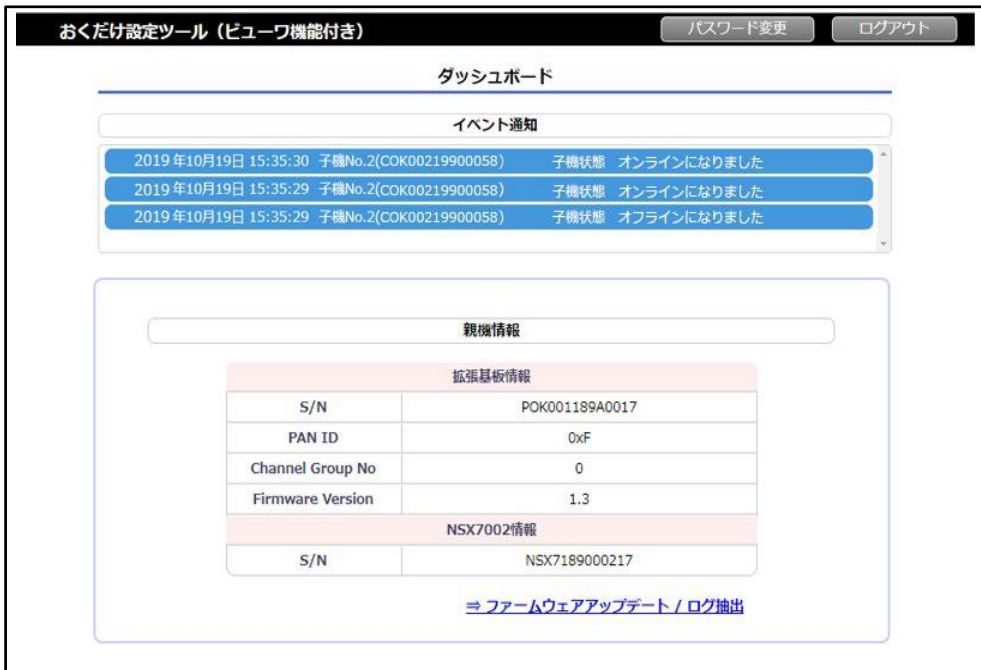 おくだけ設定ツール（ビューワ機能付き） パスワード変更 ログアウト
ダッシュボード
イベント通知
2019年10月19日 15:35:30 子機No.2(COK00219900058) 子機状態 オンラインになりました
2019年10月19日 15:35:29 子機No.2(COK00219900058) 子機状態 オンラインになりました
2019年10月19日 15:35:29 子機No.2(COK00219900058) 子機状態 オフラインになりました
親機情報
拡張基板情報
S/N POK001189A0017
PAN ID 0xF
Channel Group No 0
Firmware Version 1.3
NSX7002情報
S/N NSX7189000217
⇒ ファームウェアアップデート / ログ抽出